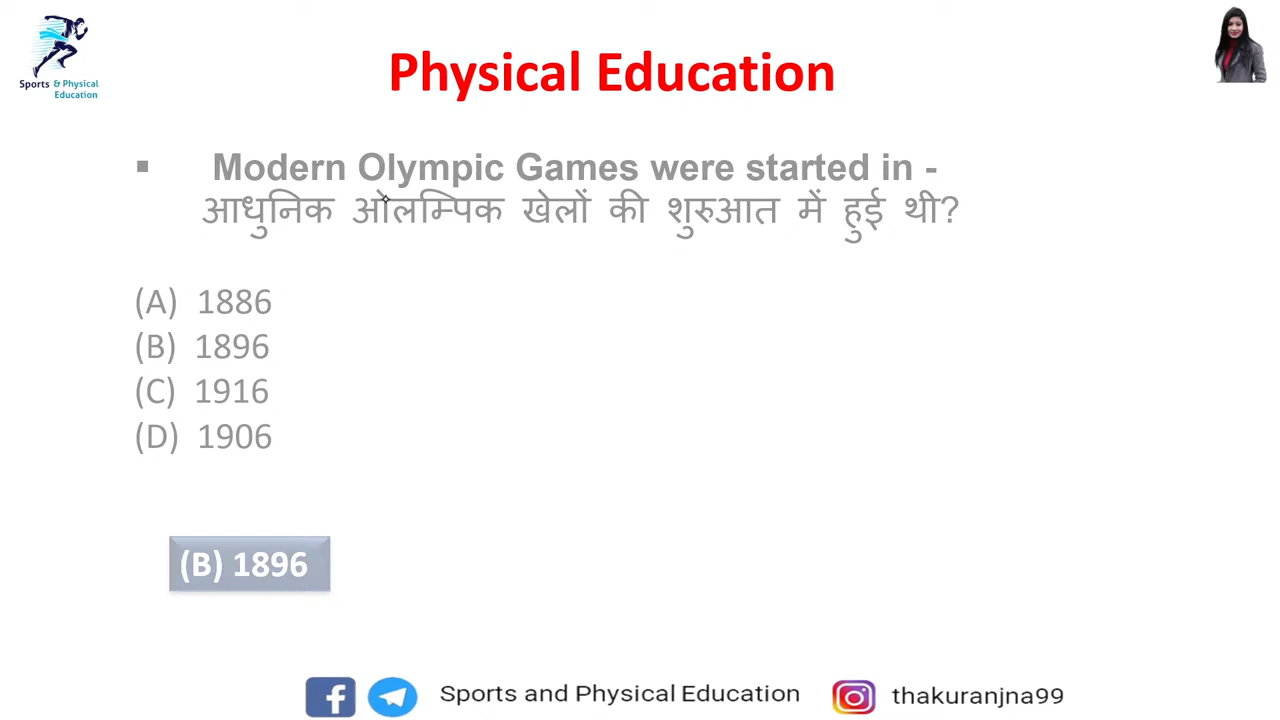 Sports & Physical
Education
Physical Education
▪ Modern Olympic Games were started in -
आधुनिक ओलम्पिक खेलों की शुरुआत में हुई थी?
(A) 1886
(B) 1896
(C) 1916
(D) 1906
(B) 1896
Sports and Physical Education
thakuranjna99